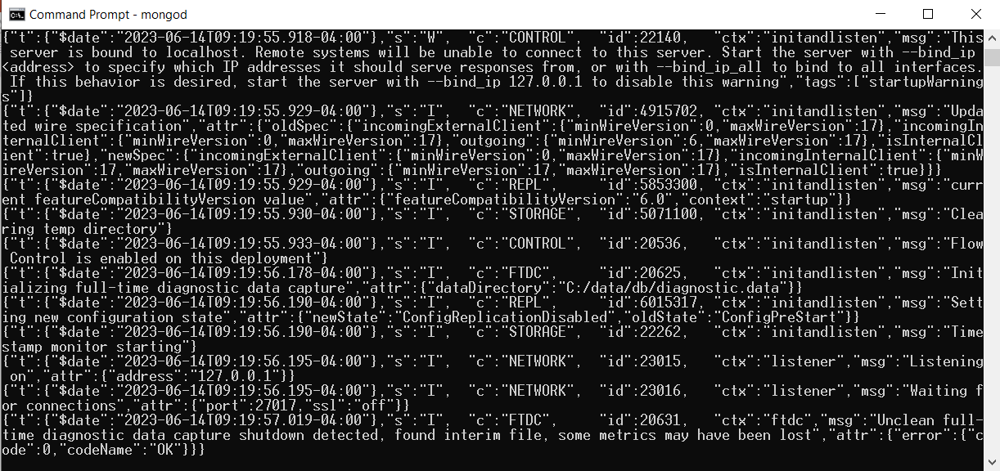 Command Prompt - mongod
{"t":{"$date":"2023-06-14T09:19:55.918-04:00"},"s":"W",  "c":"CONTROL",  "id":22140,   "ctx":"initandlisten","msg":"This
 server is bound to localhost. Remote systems will be unable to connect to this server. Start the server with --bind_ip
<address> to specify which IP addresses it should serve responses from, or with --bind_ip_all to bind to all interfaces.
 If this behavior is desired, start the server with --bind_ip 127.0.0.1 to disable this warning","tags":["startupWarning
s"]}
{"t":{"$date":"2023-06-14T09:19:55.929-04:00"},"s":"I",  "c":"NETWORK",  "id":4915702, "ctx":"initandlisten","msg":"Upda
ted wire specification","attr":{"oldSpec":{"incomingExternalClient":{"minWireVersion":0,"maxWireVersion":17},"incomingIn
ternalClient":{"minWireVersion":0,"maxWireVersion":17},"outgoing":{"minWireVersion":6,"maxWireVersion":17},"isInternalCl
ient":true},"newSpec":{"incomingExternalClient":{"minWireVersion":0,"maxWireVersion":17},"incomingInternalClient":{"minW
ireVersion":17,"maxWireVersion":17},"outgoing":{"minWireVersion":17,"maxWireVersion":17},"isInternalClient":true}}}
{"t":{"$date":"2023-06-14T09:19:55.929-04:00"},"s":"I",  "c":"REPL",     "id":5853300, "ctx":"initandlisten","msg":"curr
ent featureCompatibilityVersion value","attr":{"featureCompatibilityVersion":"6.0","context":"startup"}}
{"t":{"$date":"2023-06-14T09:19:55.930-04:00"},"s":"I",  "c":"STORAGE",  "id":5071100, "ctx":"initandlisten","msg":"Clea
ring temp directory"}
{"t":{"$date":"2023-06-14T09:19:55.933-04:00"},"s":"I",  "c":"CONTROL",  "id":20536,   "ctx":"initandlisten","msg":"Flow
 Control is enabled on this deployment"}
{"t":{"$date":"2023-06-14T09:19:56.178-04:00"},"s":"I",  "c":"FTDC",     "id":20625,   "ctx":"initandlisten","msg":"Init
ializing full-time diagnostic data capture","attr":{"dataDirectory":"C:/data/db/diagnostic.data"}}
{"t":{"$date":"2023-06-14T09:19:56.190-04:00"},"s":"I",  "c":"REPL",     "id":6015317, "ctx":"initandlisten","msg":"Sett
ing new configuration state","attr":{"newState":"ConfigReplicationDisabled","oldState":"ConfigPreStart"}}
{"t":{"$date":"2023-06-14T09:19:56.190-04:00"},"s":"I",  "c":"STORAGE",  "id":22262,   "ctx":"initandlisten","msg":"Time
stamp monitor starting"}
{"t":{"$date":"2023-06-14T09:19:56.195-04:00"},"s":"I",  "c":"NETWORK",  "id":23015,   "ctx":"listener","msg":"Listening
 on","attr":{"address":"127.0.0.1"}}
{"t":{"$date":"2023-06-14T09:19:56.195-04:00"},"s":"I",  "c":"NETWORK",  "id":23016,   "ctx":"listener","msg":"Waiting f
or connections","attr":{"port":27017,"ssl":"off"}}
{"t":{"$date":"2023-06-14T09:19:57.019-04:00"},"s":"I",  "c":"FTDC",     "id":20631,   "ctx":"ftdc","msg":"Unclean full-
time diagnostic data capture shutdown detected, found interim file, some metrics may have been lost","attr":{"error":{"c
ode":0,"codeName":"OK"}}}